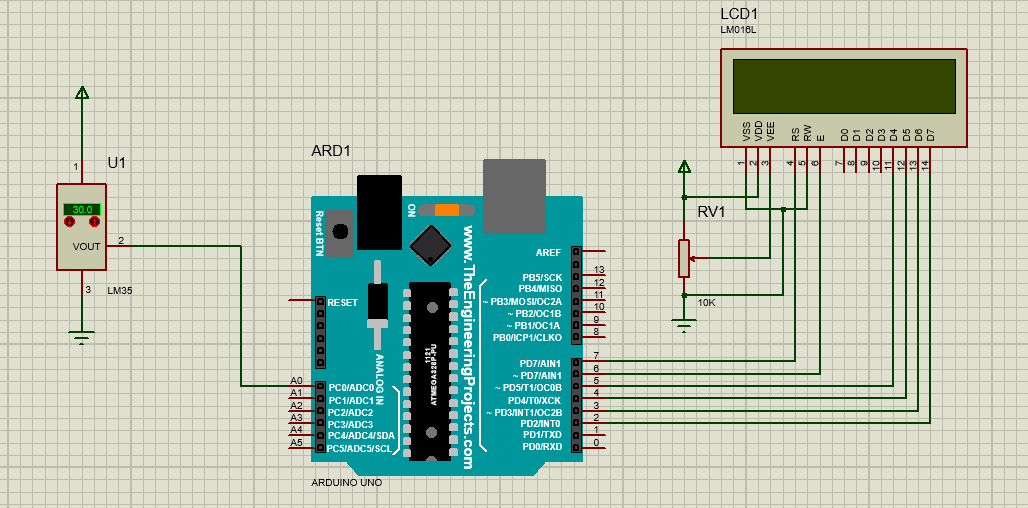 LCD1
LM016L
VSS
VDD
VEE
RS
RW
E
D0
D1
D2
D3
D4
D5
D6
D7
1
2
3
4
5
6
7
8
9
10
11
12
13
14
U1
1
30.0
VOUT
2
3
LM35
ARD1
Reset BTN
ON
www.TheEngineeringProjects.com
RESET
ANALOG IN
1121
ATMEGA328P-PU
AREF
PB5/SCK 13
PB4/MISO 12
~ PB3/MOSI/OC2A 11
~ PB2/OC1B 10
~ PB1/OC1A 9
PB0/ICP1/CLKO 8
PD7/AIN1 7
~ PD7/AIN1 6
~ PD5/T1/OC0B 5
PD4/T0/XCK 4
~ PD3/INT1/OC2B 3
PD2/INT0 2
PD1/TXD 1
PD0/RXD 0
A0 PC0/ADC0
A1 PC1/ADC1
A2 PC2/ADC2
A3 PC3/ADC3
A4 PC4/ADC4/SDA
A5 PC5/ADC5/SCL
ARDUINO UNO
RV1
10K